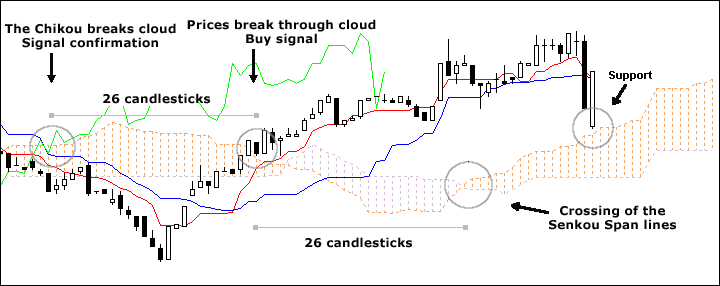 The Chikou breaks cloud
Signal confirmation
Prices break through cloud
Buy signal
Support
26 candlesticks
Crossing of the
Senkou Span lines
26 candlesticks